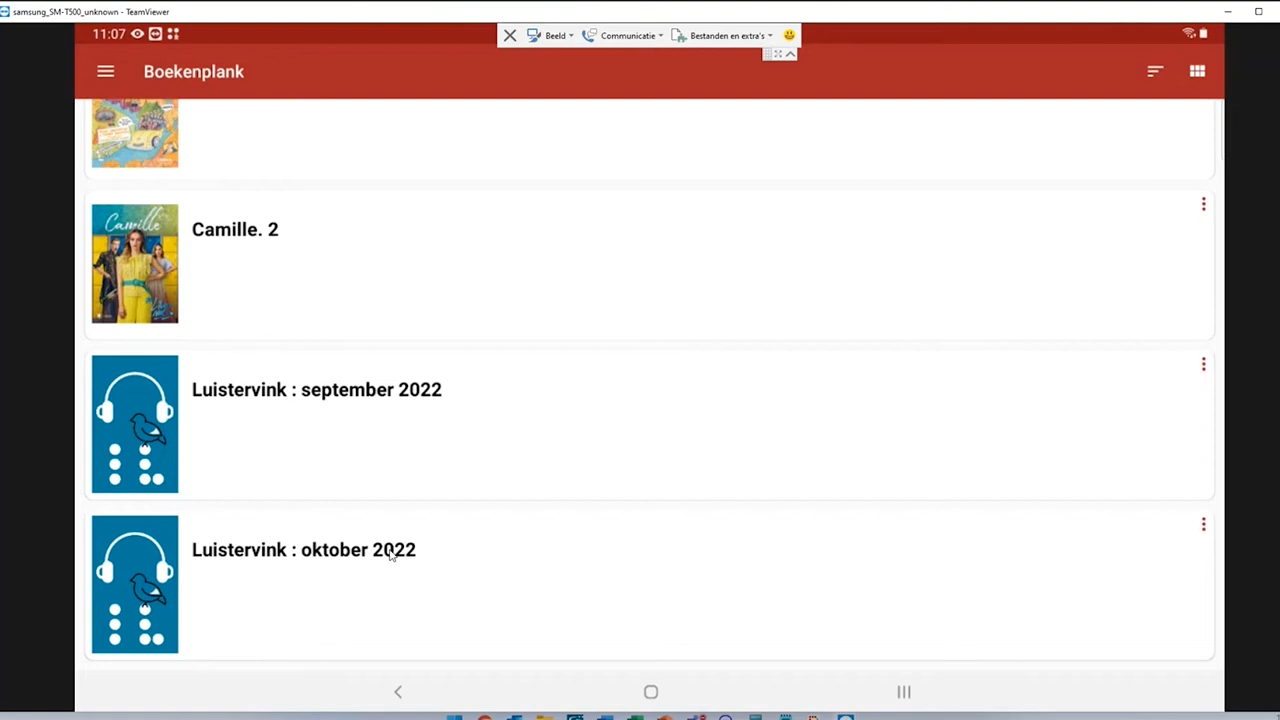 samsung_SM-T500_unknown - TeamViewer
11:07
Beeld
Communicatie
Bestanden en extra's
Boekenplank
Camille
Camille. 2
Luistervink : september 2022
Luistervink : oktober 2022